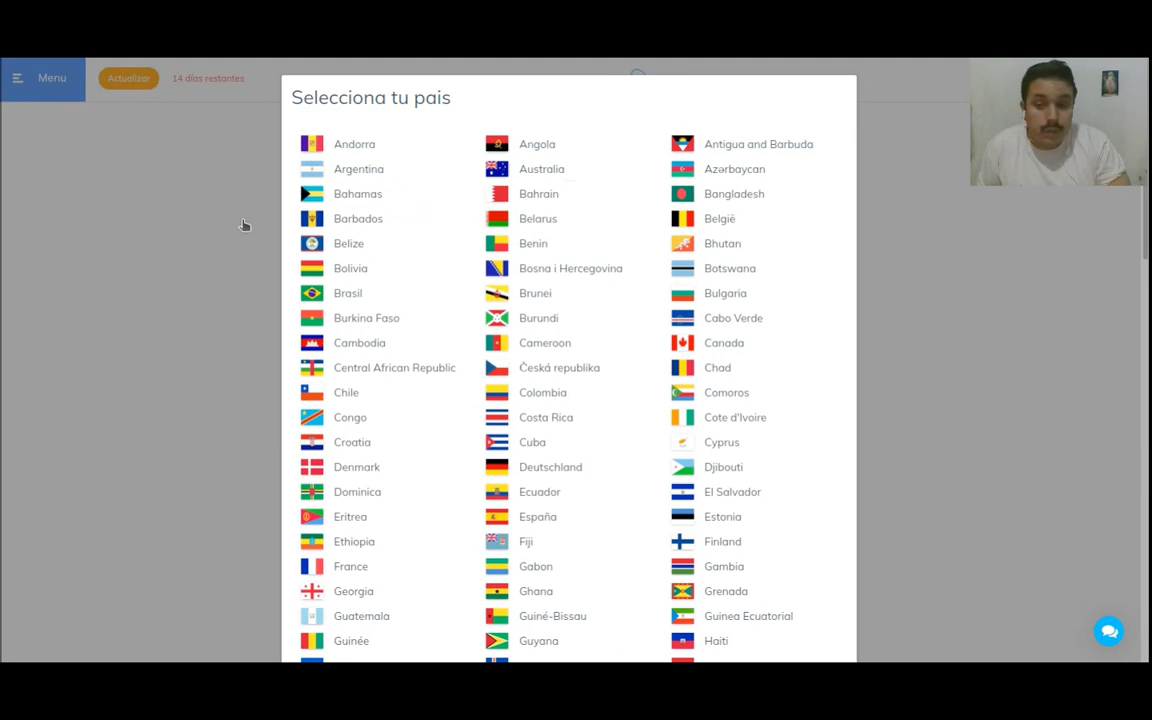 Menu
Actualizar
14 días restantes
Selecciona tu pais
Andorra
Angola
Antigua and Barbuda
Argentina
Australia
Azərbaycan
Bahamas
Bahrain
Bangladesh
Barbados
Belarus
België
Belize
Benin
Bhutan
Bolivia
Bosna i Hercegovina
Botswana
Brasil
Brunei
Bulgaria
Burkina Faso
Burundi
Cabo Verde
Cambodia
Cameroon
Canada
Central African Republic
Česká republika
Chad
Chile
Colombia
Comoros
Congo
Costa Rica
Cote d'Ivoire
Croatia
Cuba
Cyprus
Denmark
Deutschland
Djibouti
Dominica
Ecuador
El Salvador
Eritrea
España
Estonia
Ethiopia
Fiji
Finland
France
Gabon
Gambia
Georgia
Ghana
Grenada
Guatemala
Guiné-Bissau
Guinea Ecuatorial
Guinée
Guyana
Haiti